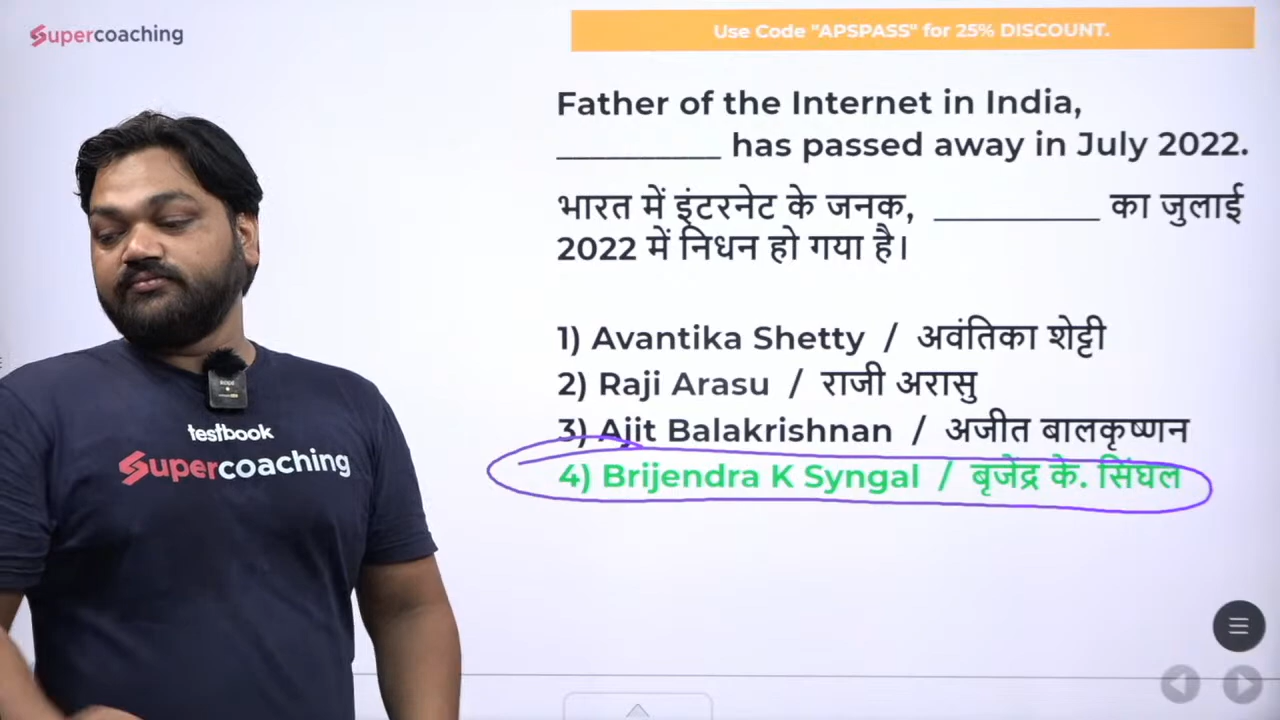 Supercoaching
Use Code "APSPASS" for 25% DISCOUNT.
Father of the Internet in India,
__________ has passed away in July 2022.
भारत में इंटरनेट के जनक, __________ का जुलाई
2022 में निधन हो गया है।
1) Avantika Shetty / अवंतिका शेट्टी
2) Raji Arasu / राजी अरासु
3) Ajit Balakrishnan / अजीत बालकृष्णन
4) Brijendra K Syngal / बृजेंद्र के. सिंघल
testbook
Supercoaching